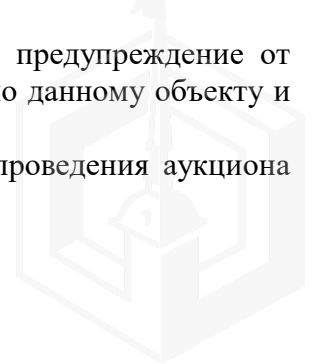 предупреждение от
данному объекту и
проведения аукциона